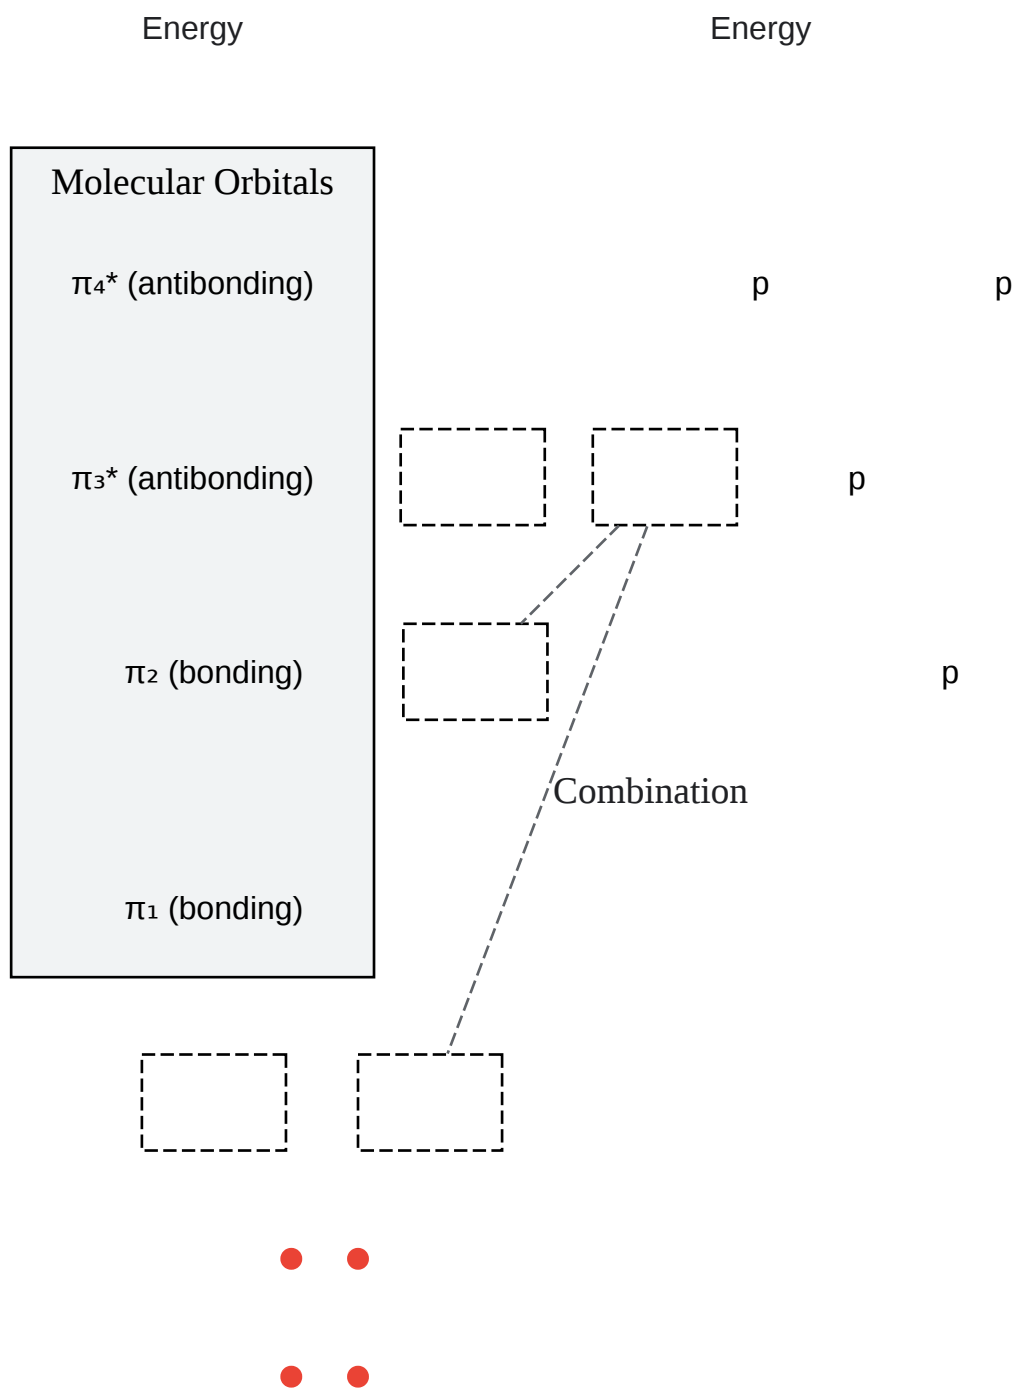 Energy
Energy
Molecular Orbitals
π₄* (antibonding)
p
p
π₃* (antibonding)
p
π₂ (bonding)
p
Combination
π₁ (bonding)